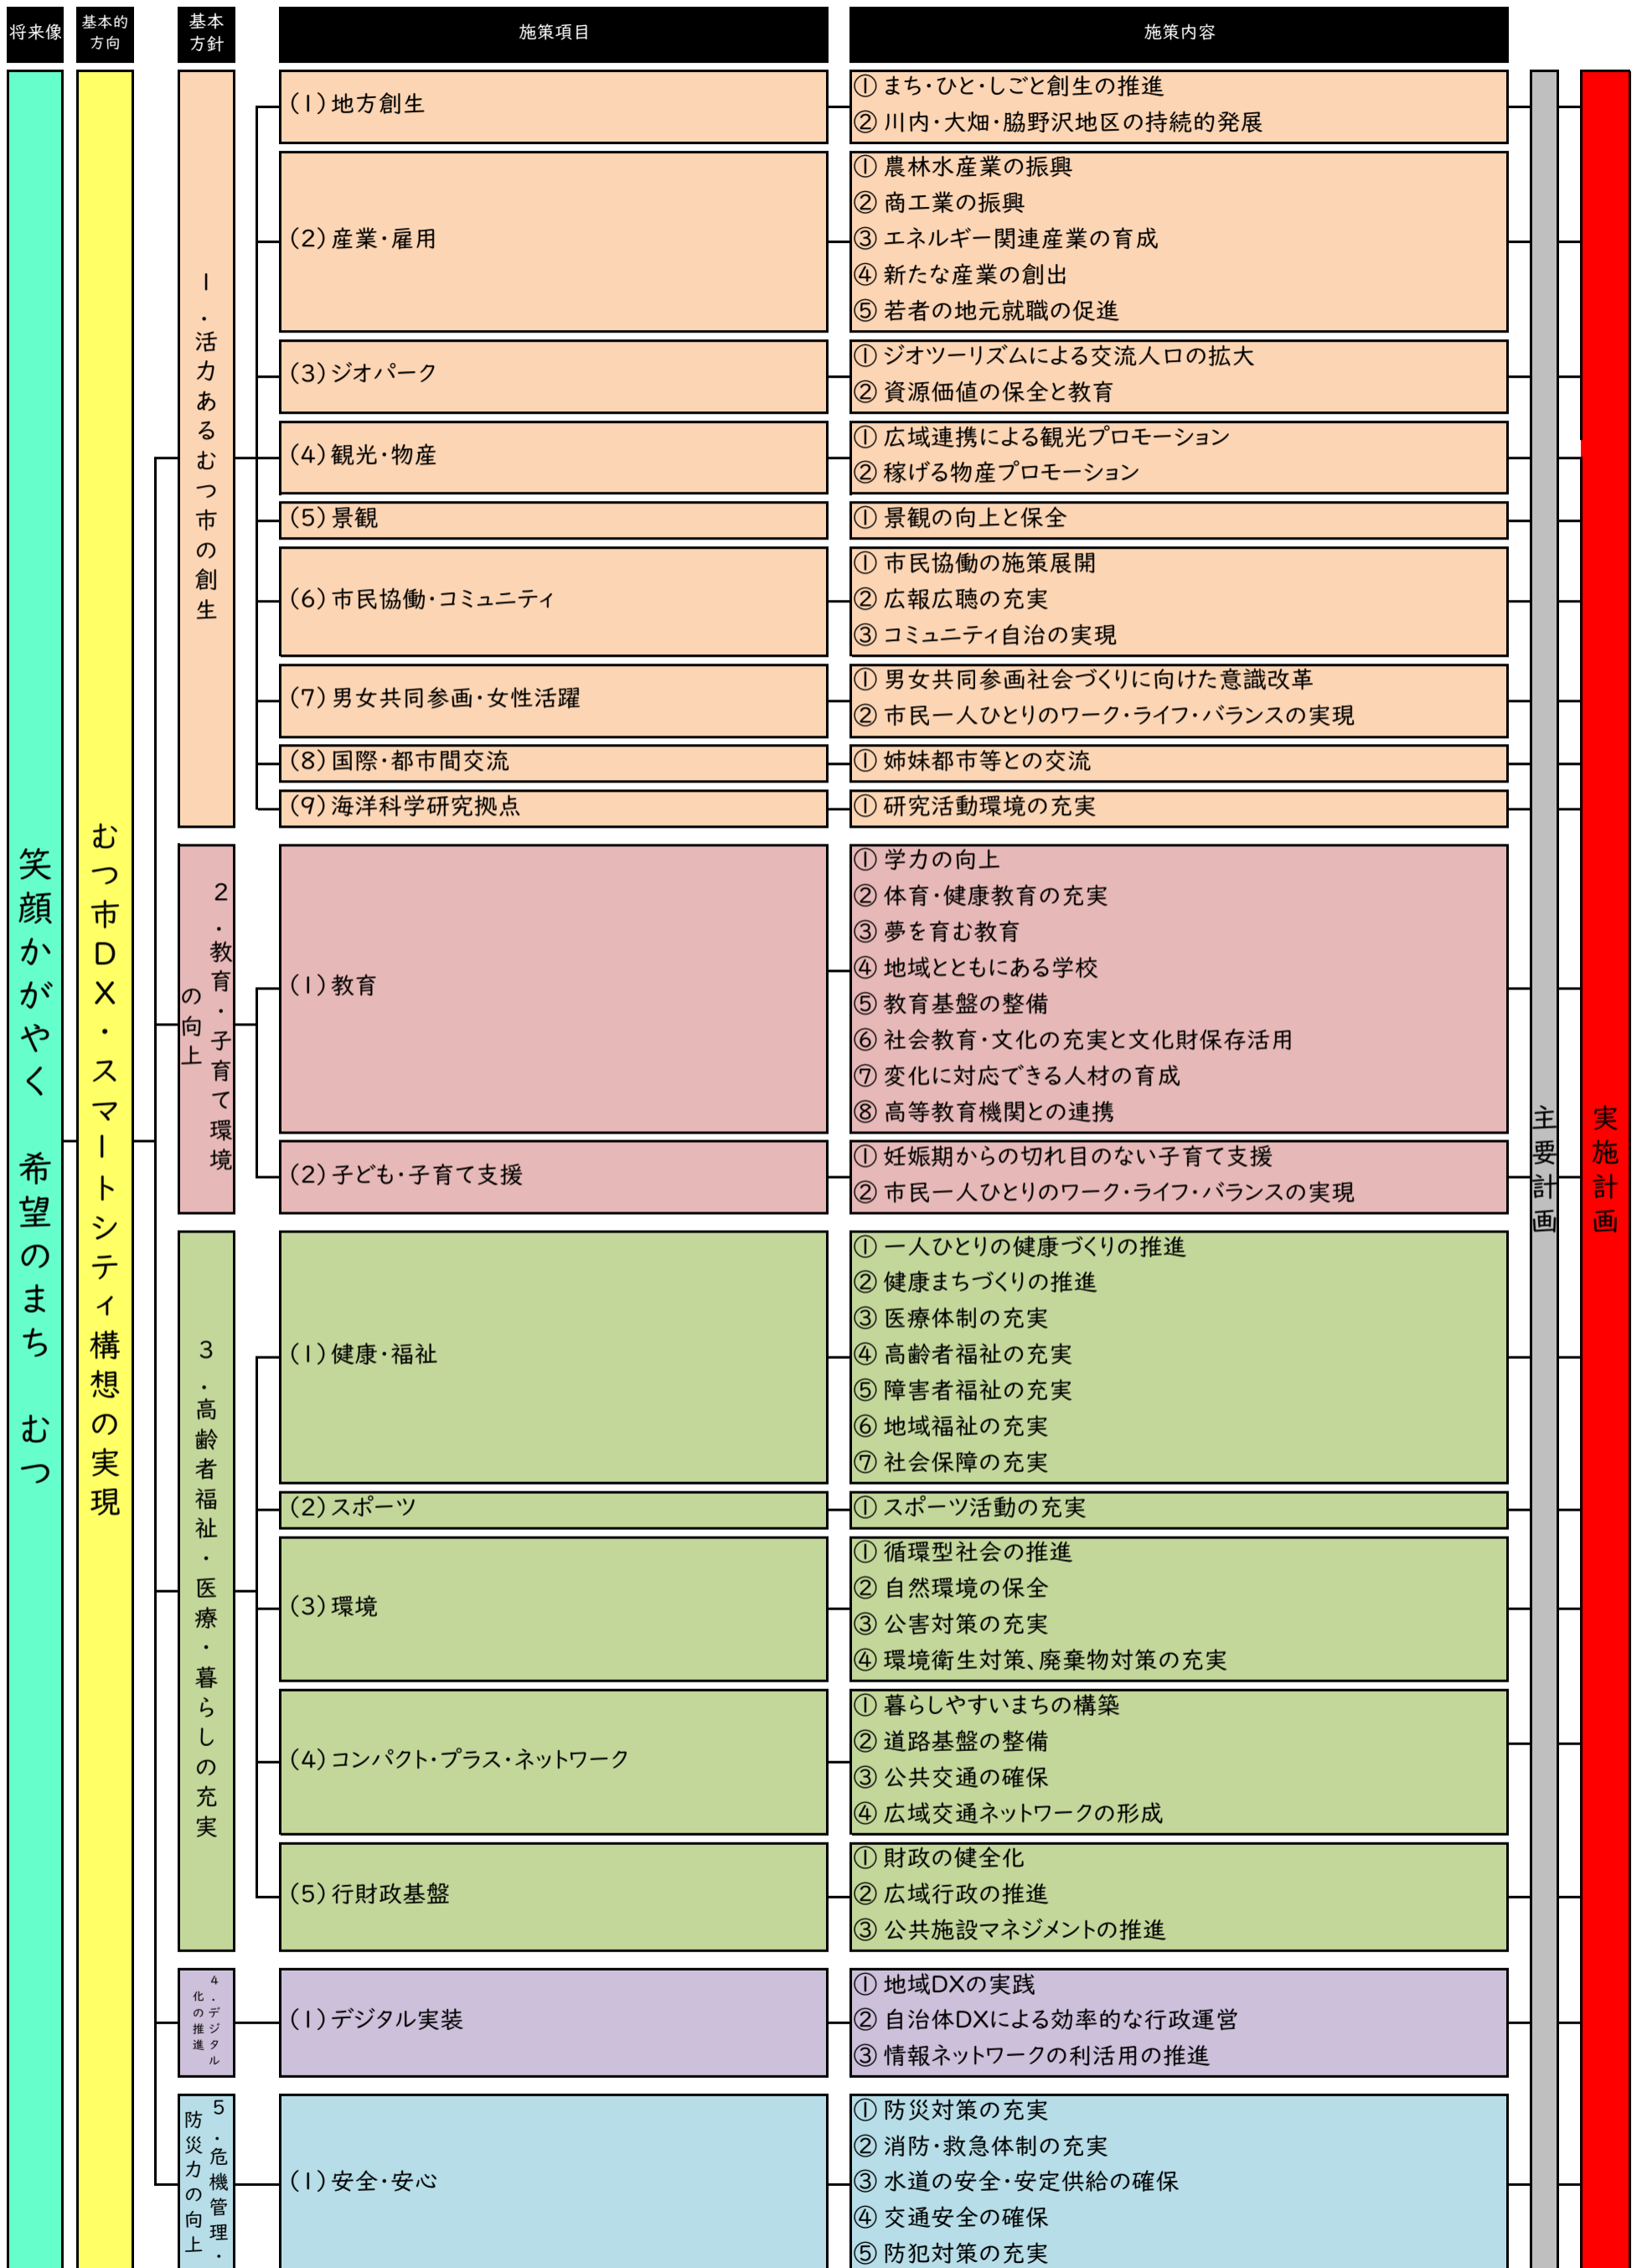 将来像
基本的
方向
基本
方針
施策項目
施策内容
笑顔かがやく 希望のまち むつ
むつ市DX・スマートシティ構想の実現
1.活力あるむつ市の創生
(1)地方創生
① まち・ひと・しごと創生の推進
② 川内・大畑・脇野沢地区の持続的発展
(2)産業・雇用
① 農林水産業の振興
② 商工業の振興
③ エネルギー関連産業の育成
④ 新たな産業の創出
⑤ 若者の地元就職の促進
(3)ジオパーク
① ジオツーリズムによる交流人口の拡大
② 資源価値の保全と教育
(4)観光・物産
① 広域連携による観光プロモーション
② 稼げる物産プロモーション
(5)景観
① 景観の向上と保全
(6)市民協働・コミュニティ
① 市民協働の施策展開
② 広報広聴の充実
③ コミュニティ自治の実現
(7)男女共同参画・女性活躍
① 男女共同参画社会づくりに向けた意識改革
② 市民一人ひとりのワーク・ライフ・バランスの実現
(8)国際・都市間交流
① 姉妹都市等との交流
(9)海洋科学研究拠点
① 研究活動環境の充実
2.教育・子育て環境
の向上
(1)教育
① 学力の向上
② 体育・健康教育の充実
③ 夢を育む教育
④ 地域とともにある学校
⑤ 教育基盤の整備
⑥ 社会教育・文化の充実と文化財保存活用
⑦ 変化に対応できる人材の育成
⑧ 高等教育機関との連携
(2)子ども・子育て支援
① 妊娠期からの切れ目のない子育て支援
② 市民一人ひとりのワーク・ライフ・バランスの実現
3.高齢者福祉・医療・暮らしの充実
(1)健康・福祉
① 一人ひとりの健康づくりの推進
② 健康まちづくりの推進
③ 医療体制の充実
④ 高齢者福祉の充実
⑤ 障害者福祉の充実
⑥ 地域福祉の充実
⑦ 社会保障の充実
(2)スポーツ
① スポーツ活動の充実
(3)環境
① 循環型社会の推進
② 自然環境の保全
③ 公害対策の充実
④ 環境衛生対策、廃棄物対策の充実
(4)コンパクト・プラス・ネットワーク
① 暮らしやすいまちの構築
② 道路基盤の整備
③ 公共交通の確保
④ 広域交通ネットワークの形成
(5)行財政基盤
① 財政の健全化
② 広域行政の推進
③ 公共施設マネジメントの推進
4.デジタル
化の推進
(1)デジタル実装
① 地域DXの実践
② 自治体DXによる効率的な行政運営
③ 情報ネットワークの利活用の推進
5.危機管理・
防災力の向上
(1)安全・安心
① 防災対策の充実
② 消防・救急体制の充実
③ 水道の安全・安定供給の確保
④ 交通安全の確保
⑤ 防犯対策の充実
主要計画
実施計画